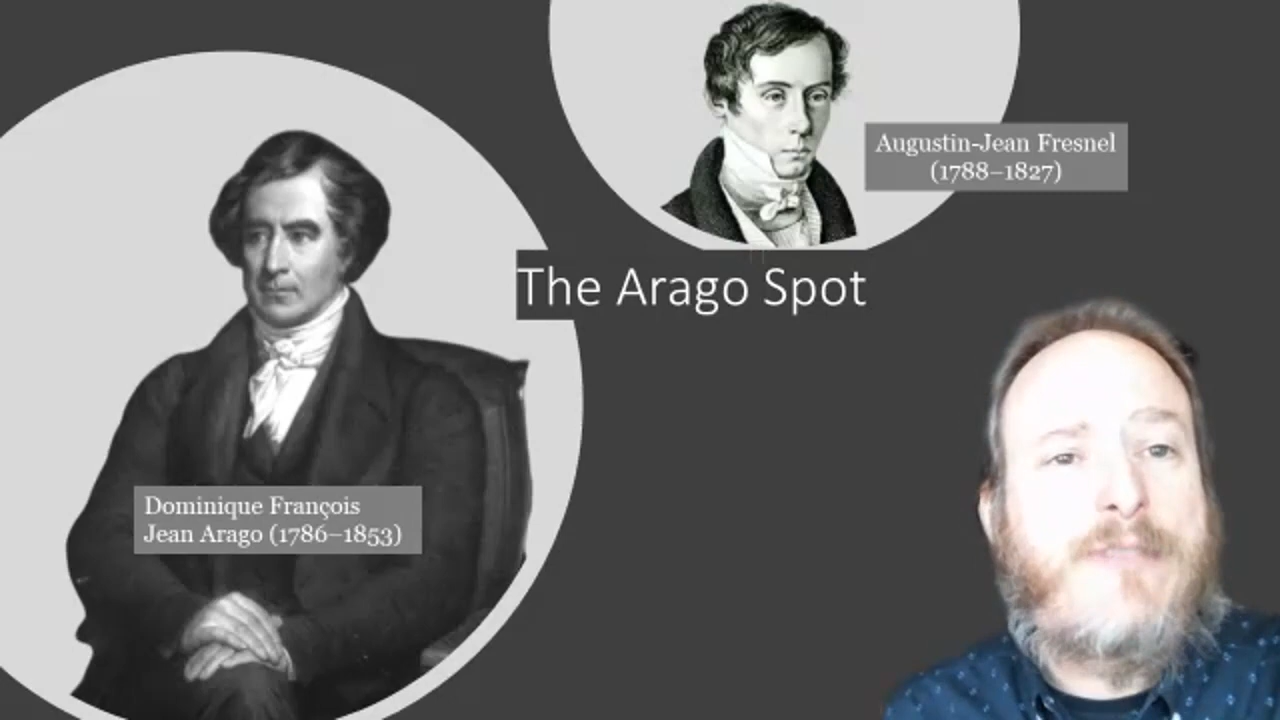 Augustin-Jean Fresnel
(1788–1827)
The Arago Spot
Dominique François
Jean Arago (1786–1853)